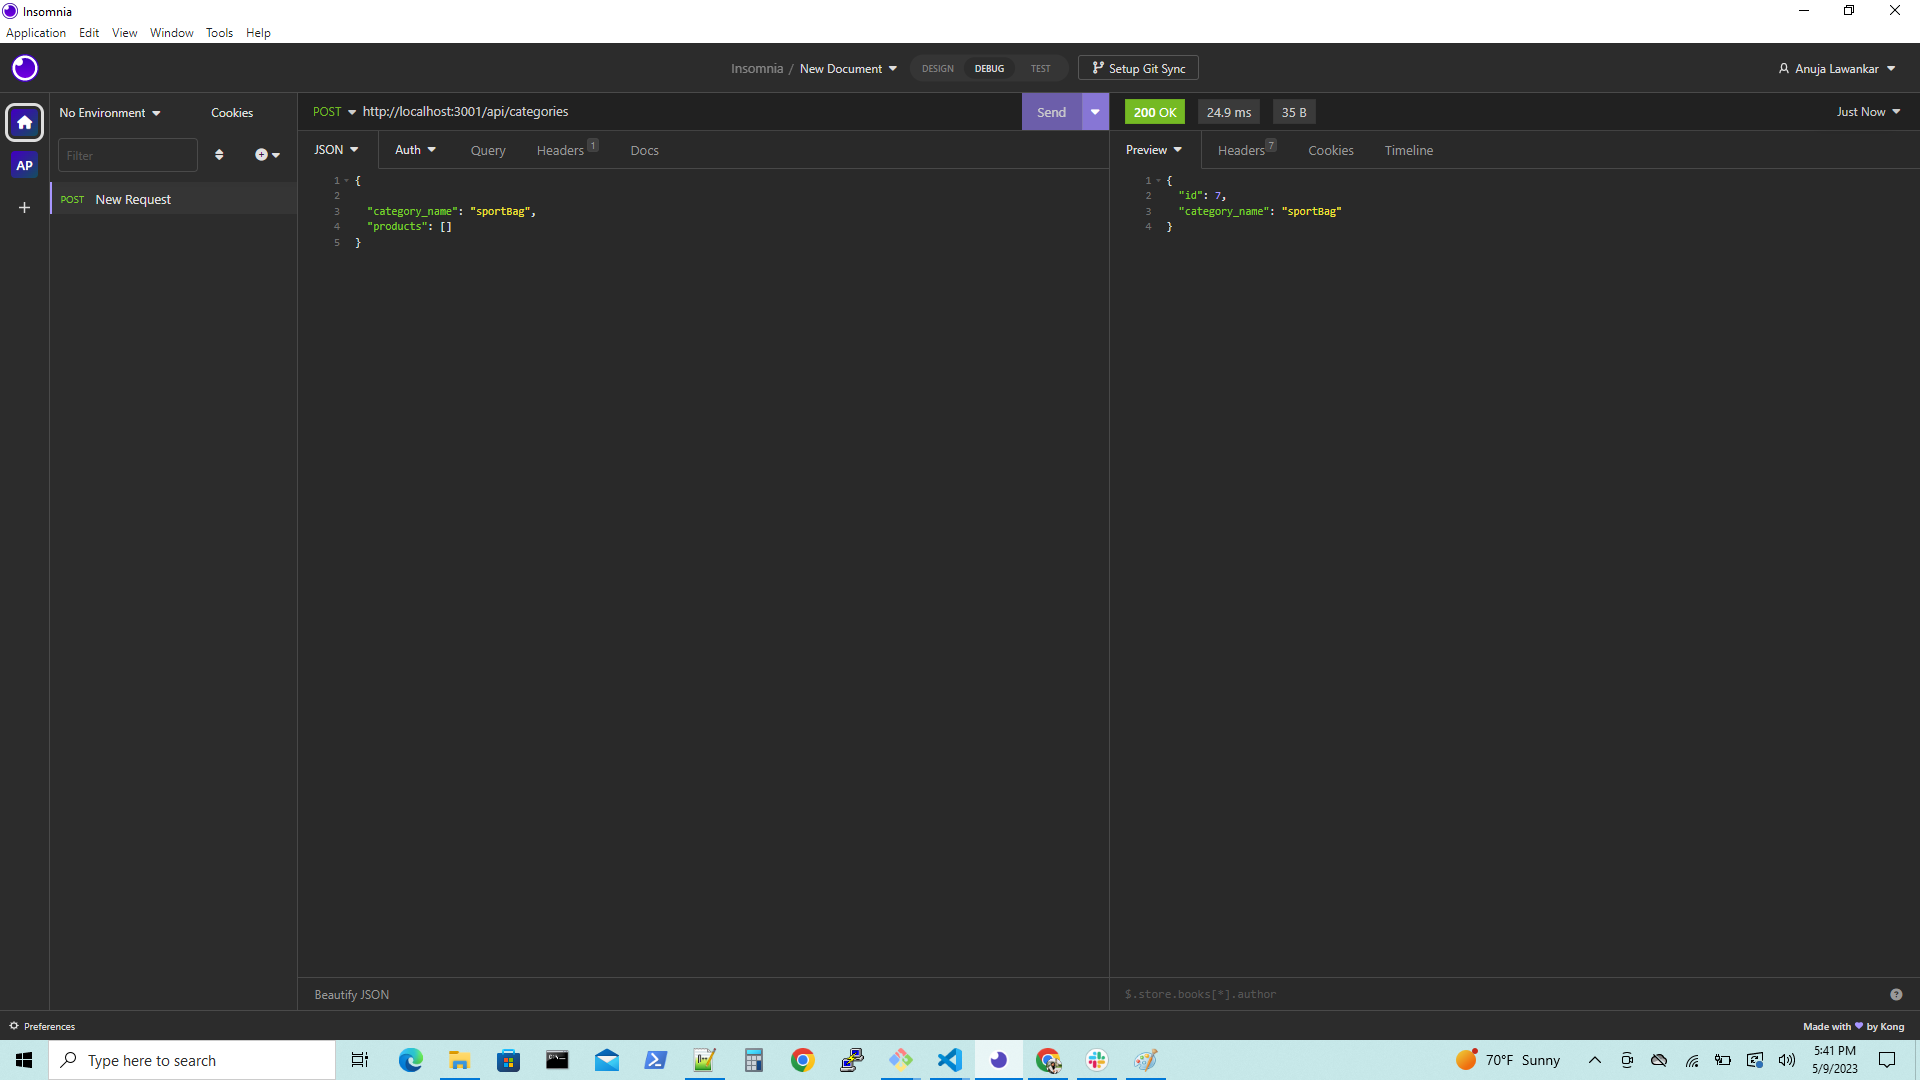 Insomnia
Application Edit View Window Tools Help
Insomnia / New Document DESIGN DEBUG TEST Setup Git Sync Anuja Lawankar
No Environment Cookies
Filter
AP
POST New Request
POST http://localhost:3001/api/categories Send
JSON Auth Query Headers 1 Docs
1 {
2
3 "category_name": "sportBag",
4 "products": []
5 }
Beautify JSON
200 OK 24.9 ms 35 B Just Now
Preview Headers 7 Cookies Timeline
1 {
2 "id": 7,
3 "category_name": "sportBag"
4 }
$.store.books[*].author
Preferences
Made with by Kong
Type here to search
70°F Sunny
5:41 PM
5/9/2023